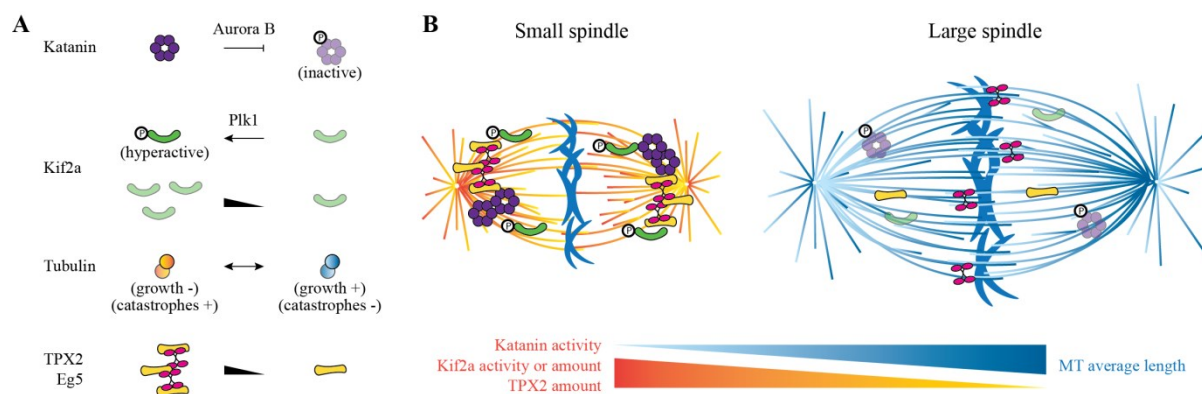 A
Katanin
Aurora B
P
(inactive)
Kif2a
P
Plk1
(hyperactive)
Tubulin
(growth -)
(catastrophes +)
(growth +)
(catastrophes -)
TPX2
Eg5
B
Small spindle
Large spindle
P
P
P
P
P
P
Katanin activity
Kif2a activity or amount
TPX2 amount
MT average length